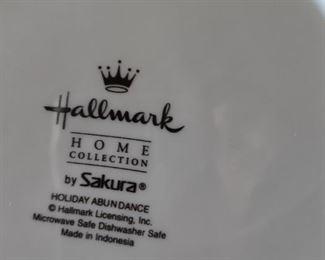 Hallmark
HOME
COLLECTION
by Sakura®
HOLIDAY ABUNDANCE
© Hallmark Licensing, Inc.
Microwave Safe Dishwasher Safe
Made in Indonesia